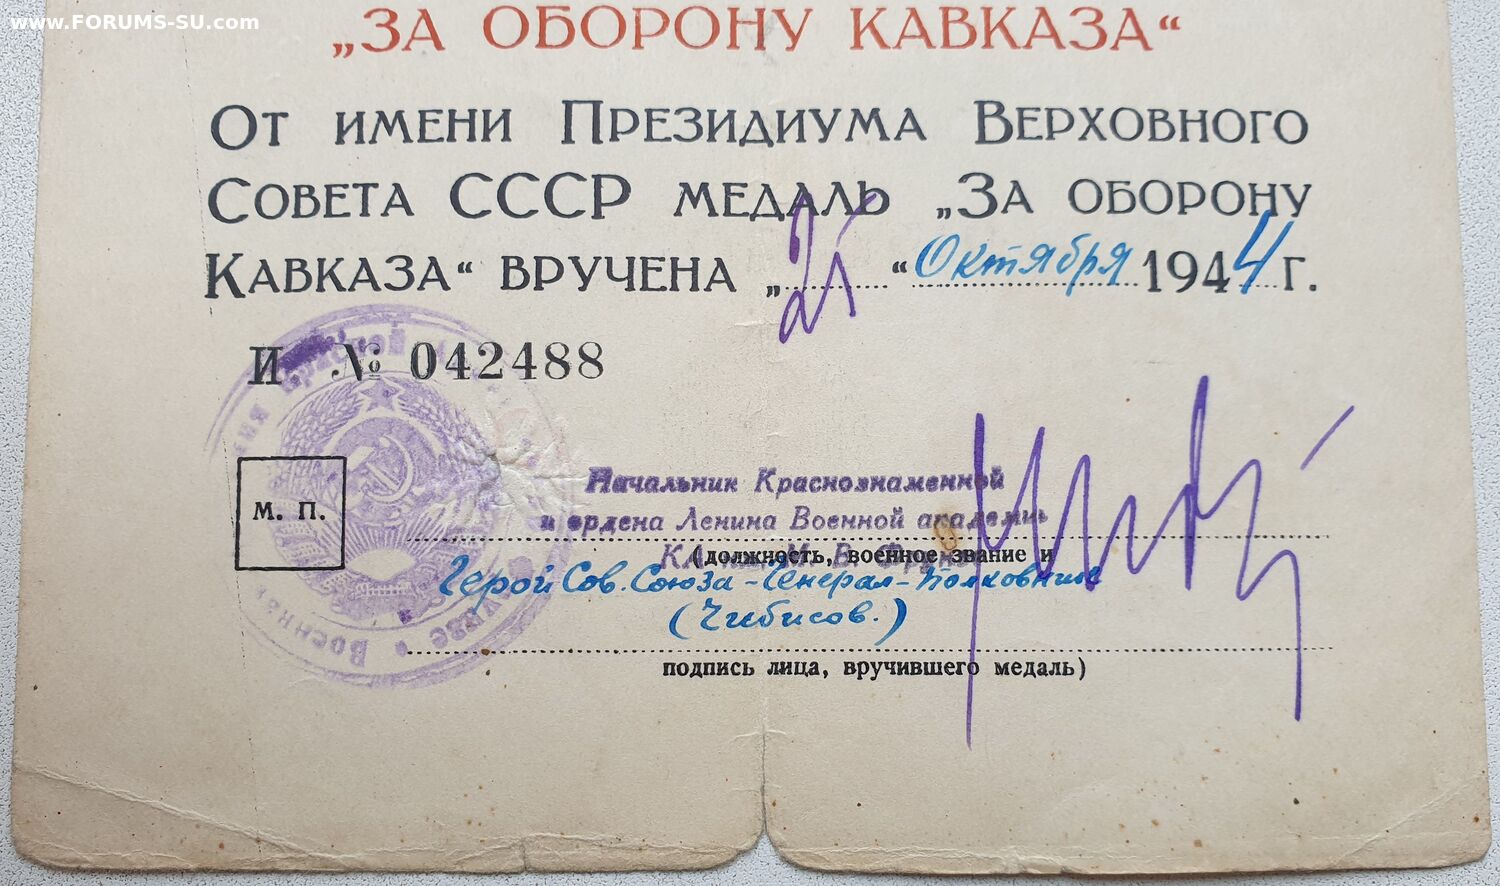 www.FORUMS-SU.com
„ЗА ОБОРОНУ КАВКАЗА“
От имени Президиума Верховного
Совета СССР медаль „За оборону
Кавказа“ вручена „25“ Октября 1944 г.
И № 042488
Начальник Краснознаменной
и ордена Ленина Военной академии
М. П.
КА И. В.
(должность, военное звание и
Герой Сов. Союза - Генерал-Полковник
(Чибисов.)
подпись лица, вручившего медаль)